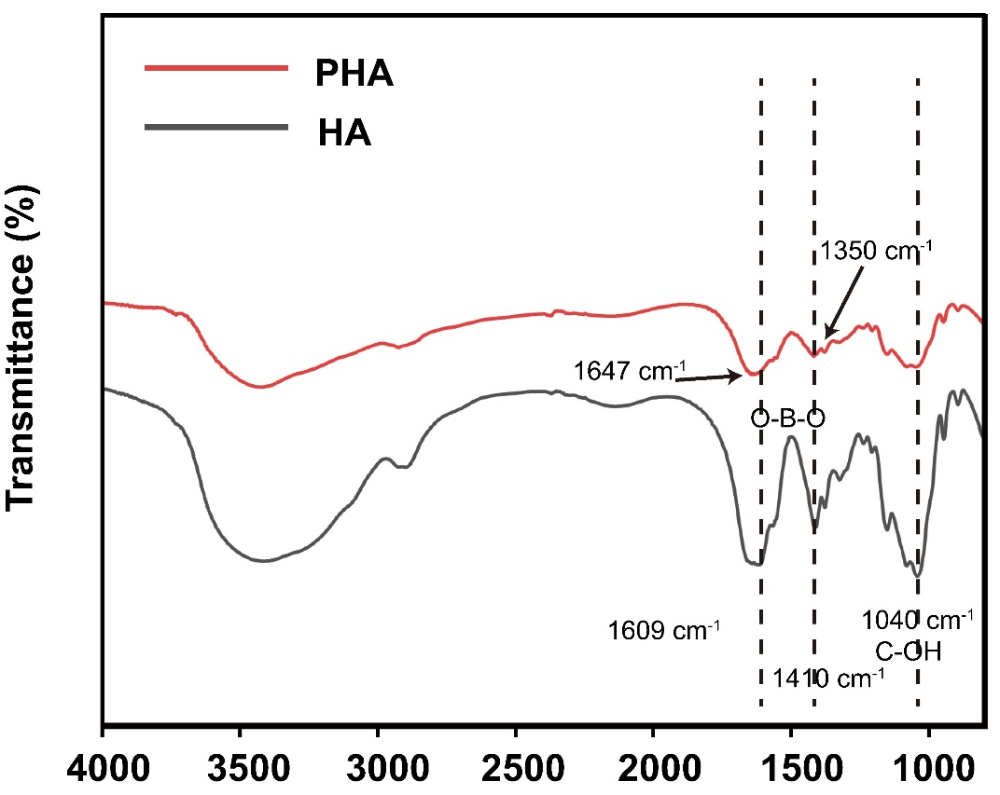 PHA
HA
Transmittance (%)
1350 cm-1
1647 cm-1
O-B-O
1609 cm-1
1040 cm-1
C-OH
1410 cm-1
4000 3500 3000 2500 2000 1500 1000